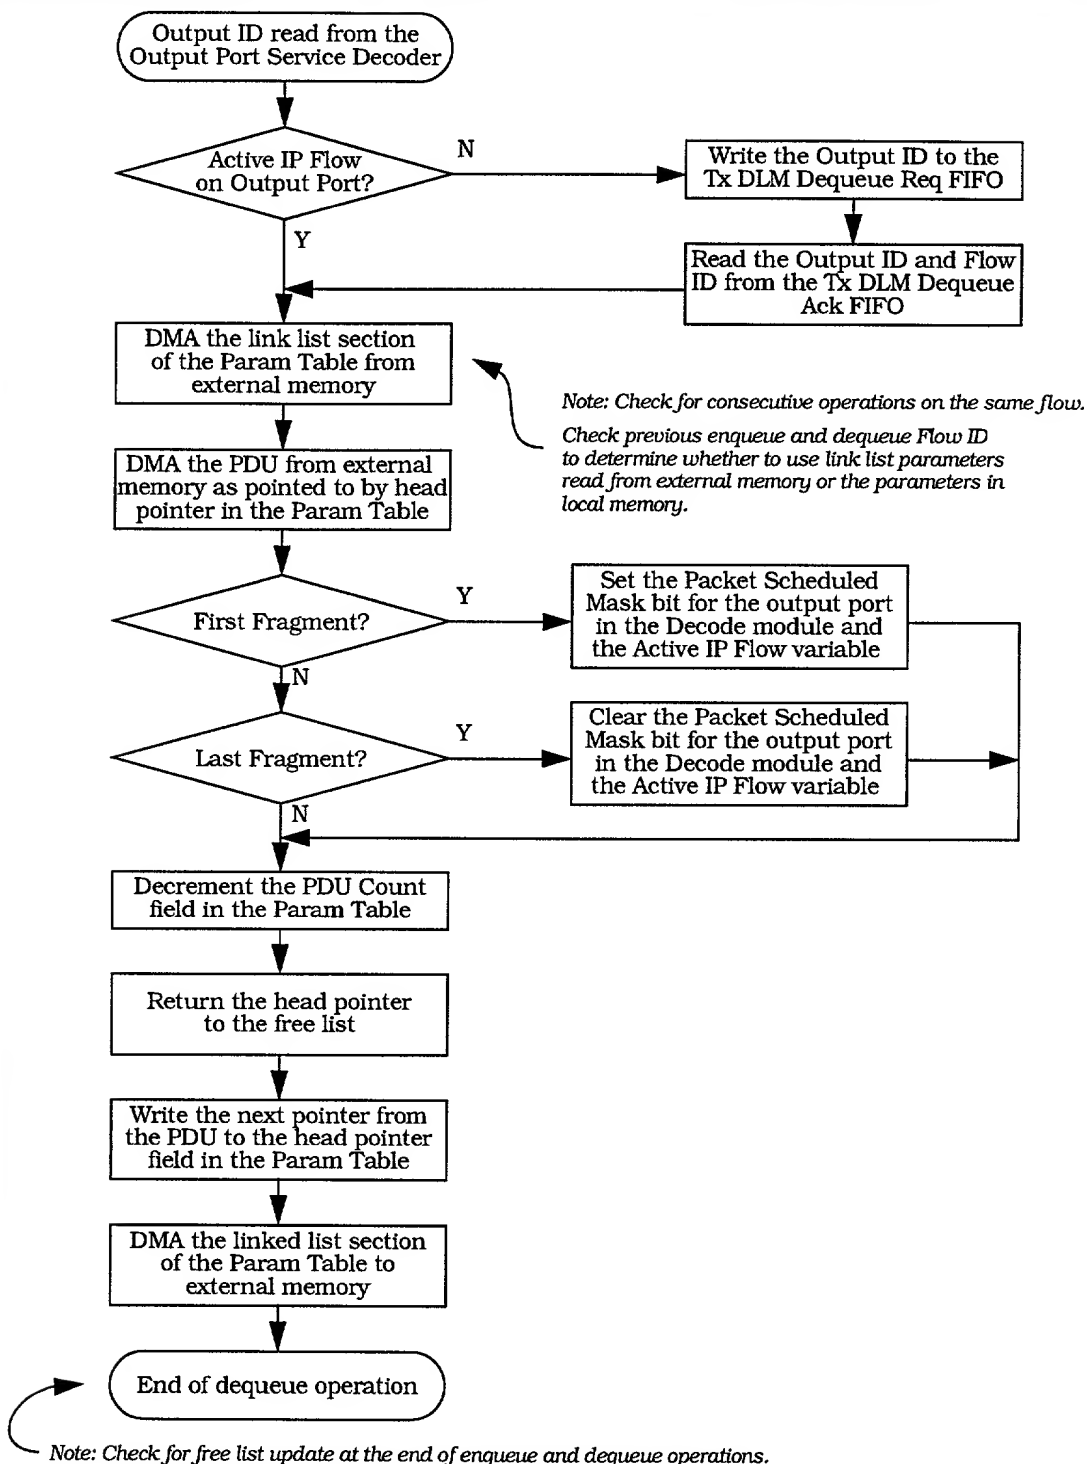 Output ID read from the
Output Port Service Decoder
Active IP Flow
on Output Port?
N
Write the Output ID to the
Tx DLM Dequeue Req FIFO
Y
Read the Output ID and Flow
ID from the Tx DLM Dequeue
Ack FIFO
DMA the link list section
of the Param Table from
external memory
Note: Check for consecutive operations on the same flow.
Check previous enqueue and dequeue Flow ID
to determine whether to use link list parameters
read from external memory or the parameters in
local memory.
DMA the PDU from external
memory as pointed to by head
pointer in the Param Table
First Fragment?
Y
Set the Packet Scheduled
Mask bit for the output port
in the Decode module and
the Active IP Flow variable
N
Last Fragment?
Y
Clear the Packet Scheduled
Mask bit for the output port
in the Decode module and
the Active IP Flow variable
N
Decrement the PDU Count
field in the Param Table
Return the head pointer
to the free list
Write the next pointer from
the PDU to the head pointer
field in the Param Table
DMA the linked list section
of the Param Table to
external memory
End of dequeue operation
Note: Check for free list update at the end of enqueue and dequeue operations.